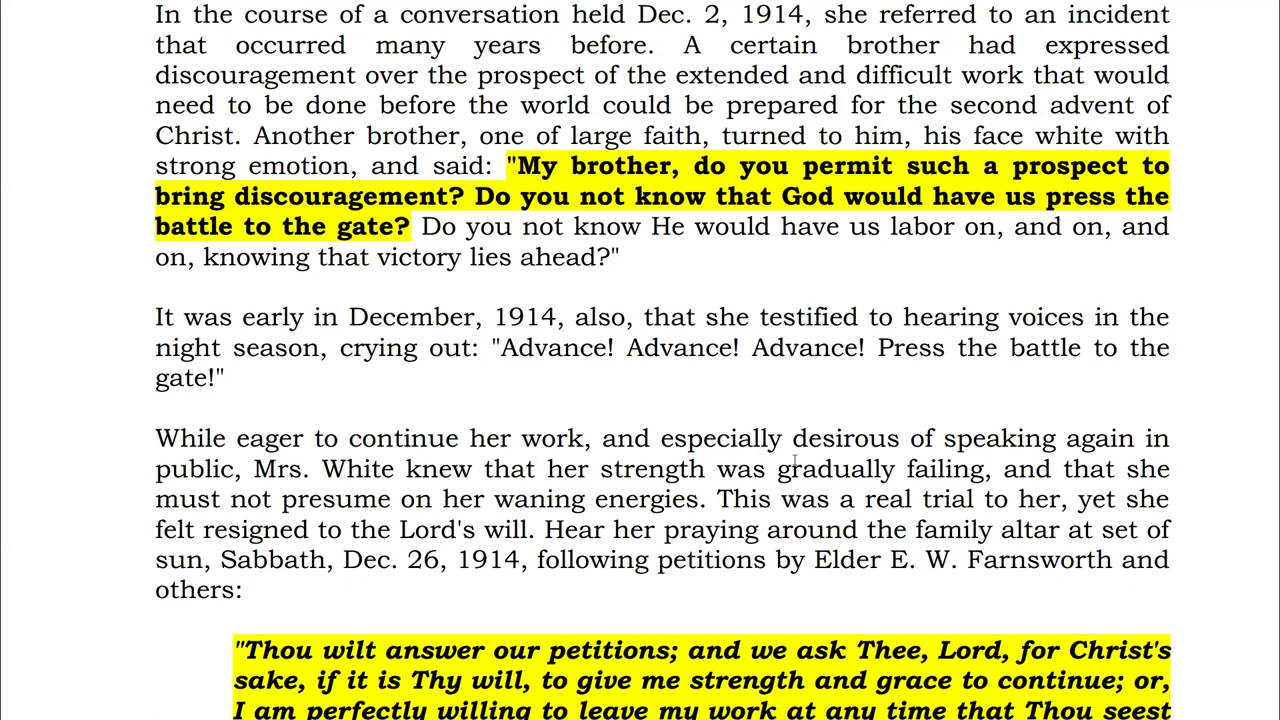 In the course of a conversation held Dec. 2, 1914, she referred to an incident
that occurred many years before. A certain brother had expressed
discouragement over the prospect of the extended and difficult work that would
need to be done before the world could be prepared for the second advent of
Christ. Another brother, one of large faith, turned to him, his face white with
strong emotion, and said: "My brother, do you permit such a prospect to
bring discouragement? Do you not know that God would have us press the
battle to the gate? Do you not know He would have us labor on, and on, and
on, knowing that victory lies ahead?"
It was early in December, 1914, also, that she testified to hearing voices in the
night season, crying out: "Advance! Advance! Advance! Press the battle to the
gate!"
While eager to continue her work, and especially desirous of speaking again in
public, Mrs. White knew that her strength was gradually failing, and that she
must not presume on her waning energies. This was a real trial to her, yet she
felt resigned to the Lord's will. Hear her praying around the family altar at set of
sun, Sabbath, Dec. 26, 1914, following petitions by Elder E. W. Farnsworth and
others:
"Thou wilt answer our petitions; and we ask Thee, Lord, for Christ's
sake, if it is Thy will, to give me strength and grace to continue; or,
I am perfectly willing to leave my work at any time that Thou seest